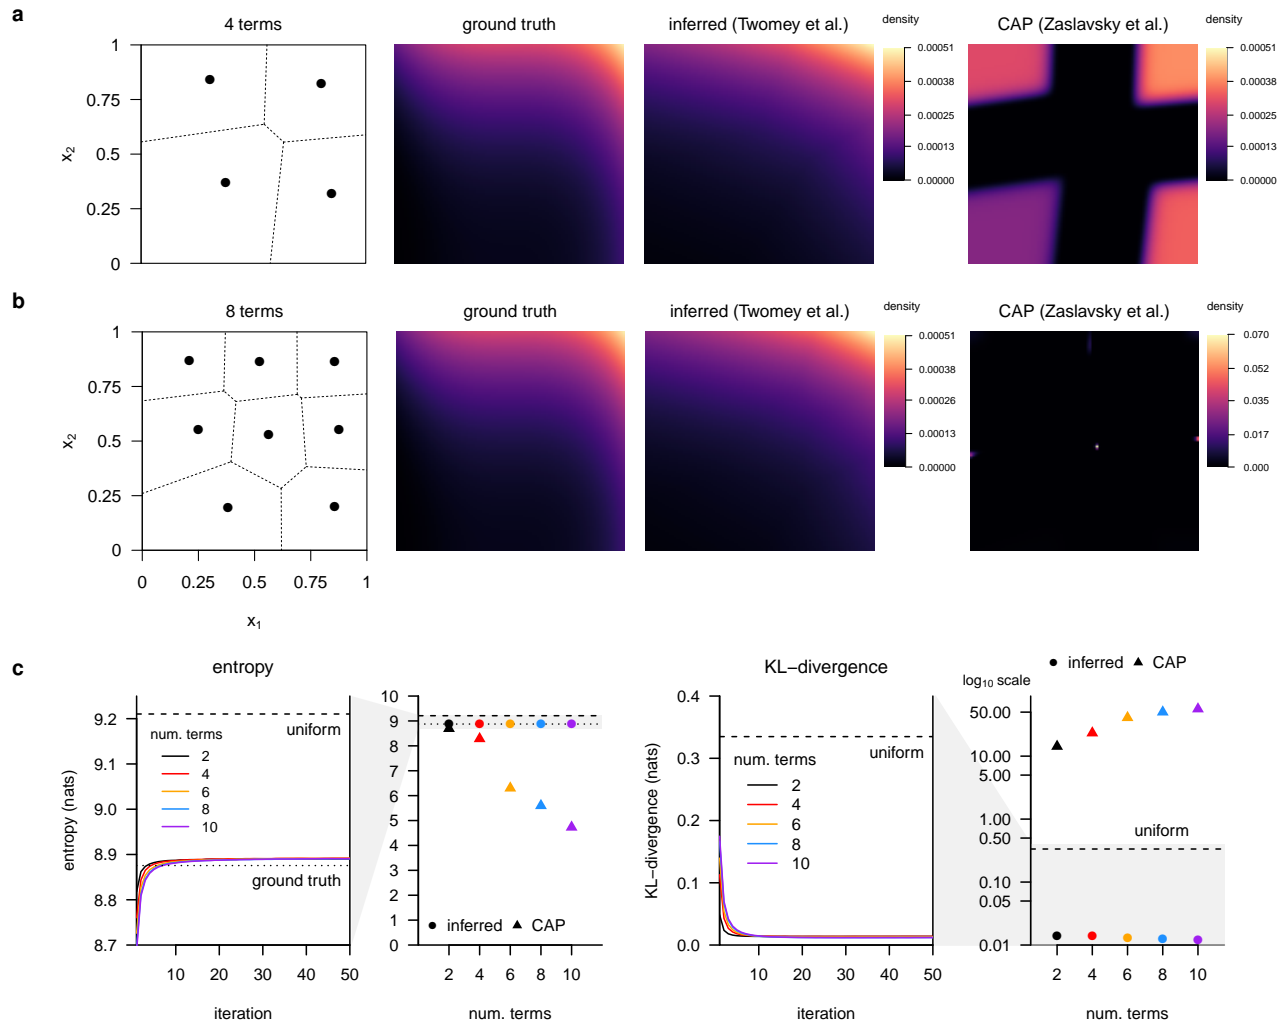 a
4 terms
ground truth
inferred (Twomey et al.)
density
CAP (Zaslavsky et al.)
density
1
0.75
0.5
0.25
0
x2
0.00051
0.00038
0.00025
0.00013
0.00000
0.00051
0.00038
0.00025
0.00013
0.00000
b
8 terms
ground truth
inferred (Twomey et al.)
density
CAP (Zaslavsky et al.)
density
1
0.75
0.5
0.25
0
x2
0 0.25 0.5 0.75 1
x1
0.00051
0.00038
0.00026
0.00013
0.00000
0.070
0.052
0.035
0.017
0.000
c
entropy
9.2
9.1
9.0
8.9
8.8
8.7
entropy (nats)
uniform
num. terms
2
4
6
8
10
ground truth
10 20 30 40 50
iteration
10
9
8
7
6
5
4
3
2
1
0
inferred CAP
2 4 6 8 10
num. terms
KL−divergence
0.4
0.3
0.2
0.1
0.0
KL−divergence (nats)
uniform
num. terms
2
4
6
8
10
10 20 30 40 50
iteration
inferred CAP
log10 scale
50.00
10.00
5.00
1.00
0.50
0.10
0.05
0.01
uniform
2 4 6 8 10
num. terms